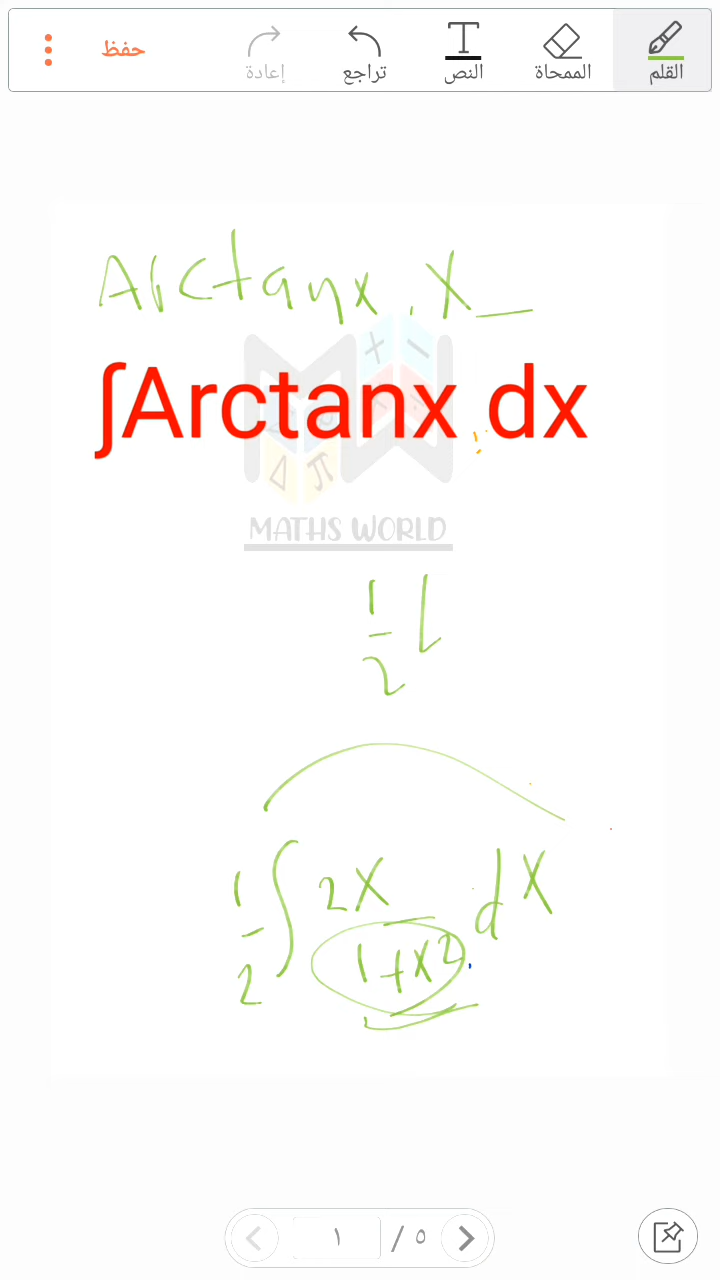 حفظ إعادة تراجع النص الممحاة القلم
Arctanx . x _
∫Arctanx dx
MATHS WORLD
1/2 L
1/2 ∫ 2x/1+x2 dx
١ / ٥